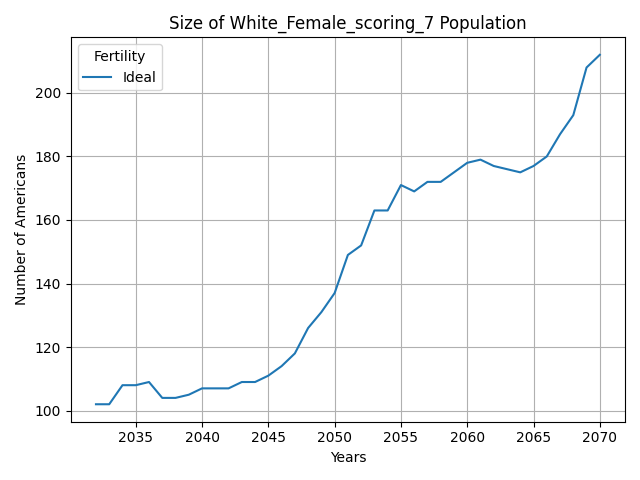 Size of White_Female_scoring_7 Population
Fertility
Ideal
Number of Americans
200
180
160
140
120
100
2035 2040 2045 2050 2055 2060 2065 2070
Years